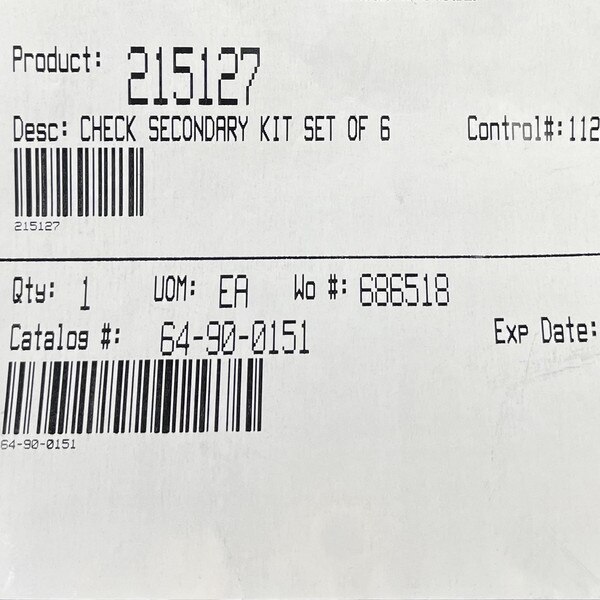 Product: 215127
Desc: CHECK SECONDARY KIT SET OF 6 Control#:112
215127
Qty: 1 UOM: EA Wo #: 686518
Catalog #: 64-90-0151 Exp Date:
64-90-0151